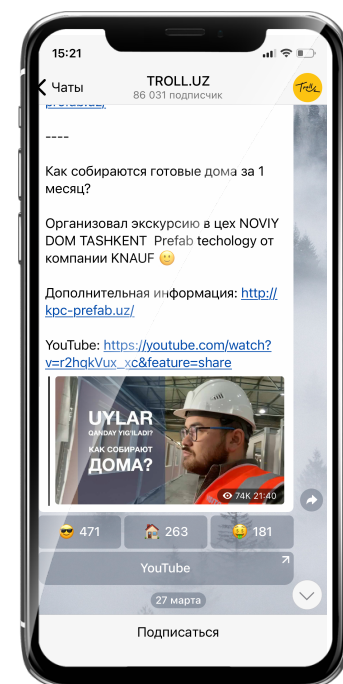 15:21
Чаты
TROLL.UZ
86 031 подписчик
prefab.uz/
----
Как собираются готовые дома за 1
месяц?
Организовал экскурсию в цех NOVIY
DOM TASHKENT Prefab techology от
компании KNAUF 🙂
Дополнительная информация: http://
kpc-prefab.uz/
YouTube: https://youtube.com/watch?
v=r2hqkVux_xc&feature=share
UYLAR
QANDAY YIG'ILADI?
КАК СОБИРАЮТ
ДОМА?
74K 21:40
😎 471 🏠 263 🤑 181
YouTube
27 марта
Подписаться